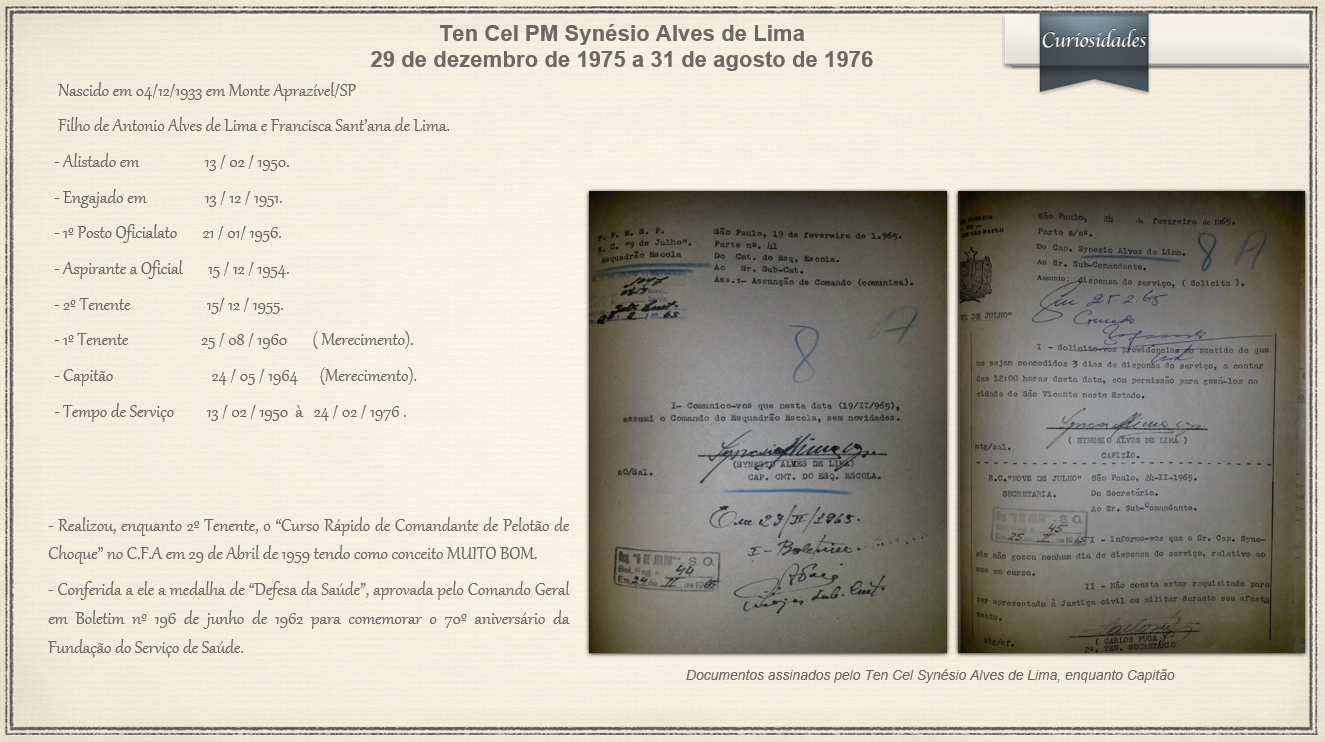 Ten Cel PM Synésio Alves de Lima
29 de dezembro de 1975 a 31 de agosto de 1976
Curiosidades
Nascido em 04/12/1933 em Monte Aprazível/SP
Filho de Antonio Alves de Lima e Francisca Sant'ana de Lima.
- Alistado em 13 / 02 / 1950.
- Engajado em 13 / 12 / 1951.
- 1º Posto Oficialato 21 / 01/ 1956.
- Aspirante a Oficial 15 / 12 / 1954.
- 2º Tenente 15/ 12 / 1955.
- 1º Tenente 25 / 08 / 1960 ( Merecimento).
- Capitão 24 / 05 / 1964 (Merecimento).
- Tempo de Serviço 13 / 02 / 1950 à 24 / 02 / 1976 .
- Realizou, enquanto 2º Tenente, o “Curso Rápido de Comandante de Pelotão de
Choque” no C.F.A em 29 de Abril de 1959 tendo como conceito MUITO BOM.
- Conferida a ele a medalha de “Defesa da Saúde”, aprovada pelo Comando Geral
em Boletim nº 196 de junho de 1962 para comemorar o 70º aniversário da
Fundação do Serviço de Saúde.
F. P. E. S. P.
R. C. "9 de Julho".
Esquadrão Escola
São Paulo, 19 de fevereiro de 1.965.
Parte nº. 41
Do Cmt. do Esq. Escola.
Ao Sr. Sub-Cmt.
Ass.:- Assunção de Comando (comunica).
8 A
I- Comunico-vos que nesta data (19/II/965),
assumi o Comando do Esquadrão Escola, sem novidades.
(SYNESIO ALVES DE LIMA)
CAP. CMT. DO ESQ. ESCOLA.
aO/Sal.
Em 23/II/1965.
I - Boletim
Reg. "9 DE JULHO" - S. O.
Bol. Reg. n.º 44
Em 24 de II de 1965
São Paulo, 24 de fevereiro de 1965.
Parte s/nº.
Do Cap. Synesio Alves de Lima.
Ao Sr. Sub-Comandante.
Assunto: dispensa do serviço, ( Solicita ).
8 A
Em 25 2.65
I - Solicito-vos providências no sentido de que
me sejam concedidos 3 dias de dispensa do serviço, a contar
das 12:00 horas desta data, com permissão para gozá-los na
cidade de São Vicente neste Estado.
( SYNESIO ALVES DE LIMA )
CAPITÃO.
mtg/sal.
R.C."NOVE DE JULHO" São Paulo, 24-II-1965.
SECRETARIA. Do Secretário.
Ao Sr. Sub-Comandante.
45
25 II
I - Informo-vos que o Sr. Cap. Syne-
sio não gozou nenhum dia de dispensa do serviço, relativo ao
ano em curso.
II - Não consta estar requisitado para
ser apresentado à Justiça civil ou militar durante seu afasta
mento.
( CARLOS FUGA )
2º. TEN. SECRETÁRIO
mtg/cf.
Documentos assinados pelo Ten Cel Synésio Alves de Lima, enquanto Capitão